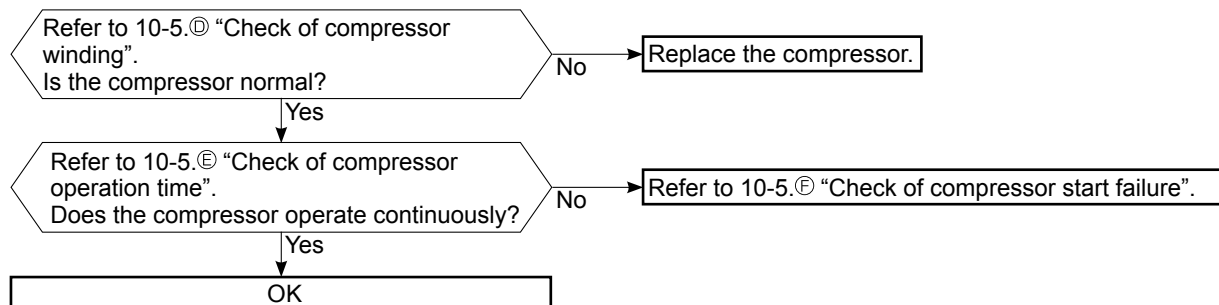 Refer to 10-5.Ⓓ “Check of compressor
winding”.
Is the compressor normal?
No
Replace the compressor.
Yes
Refer to 10-5.Ⓔ “Check of compressor
operation time”.
Does the compressor operate continuously?
No
Refer to 10-5.Ⓕ “Check of compressor start failure”.
Yes
OK